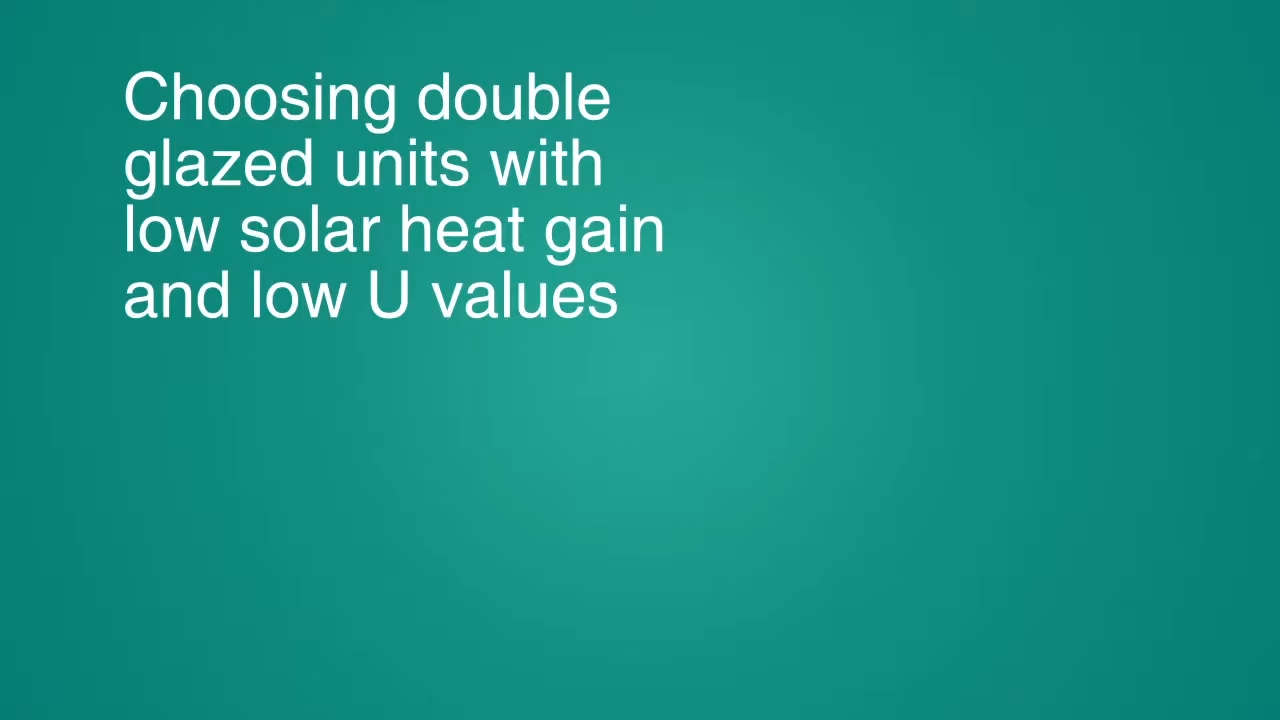 Choosing double
glazed units with
low solar heat gain
and low U values